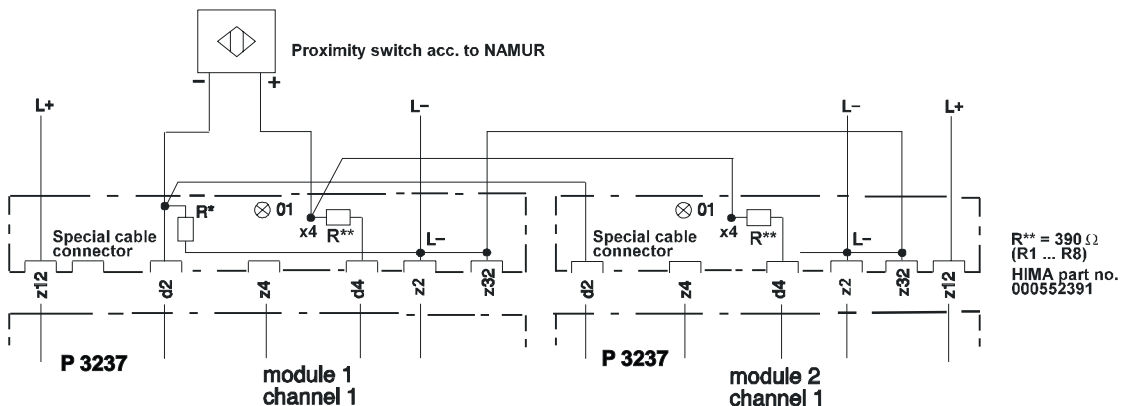 Proximity switch acc. to NAMUR
− +
L+ L− L− L+
R* 01 01
x4 R** L− x4 R** L−
Special cable
connector
Special cable
connector
z12 d2 z4 d4 z2 z32 d2 z4 d4 z2 z32 z12
R** = 390 Ω
(R1 ... R8)
HIMA part no.
000552391
P 3237 P 3237
module 1
channel 1
module 2
channel 1